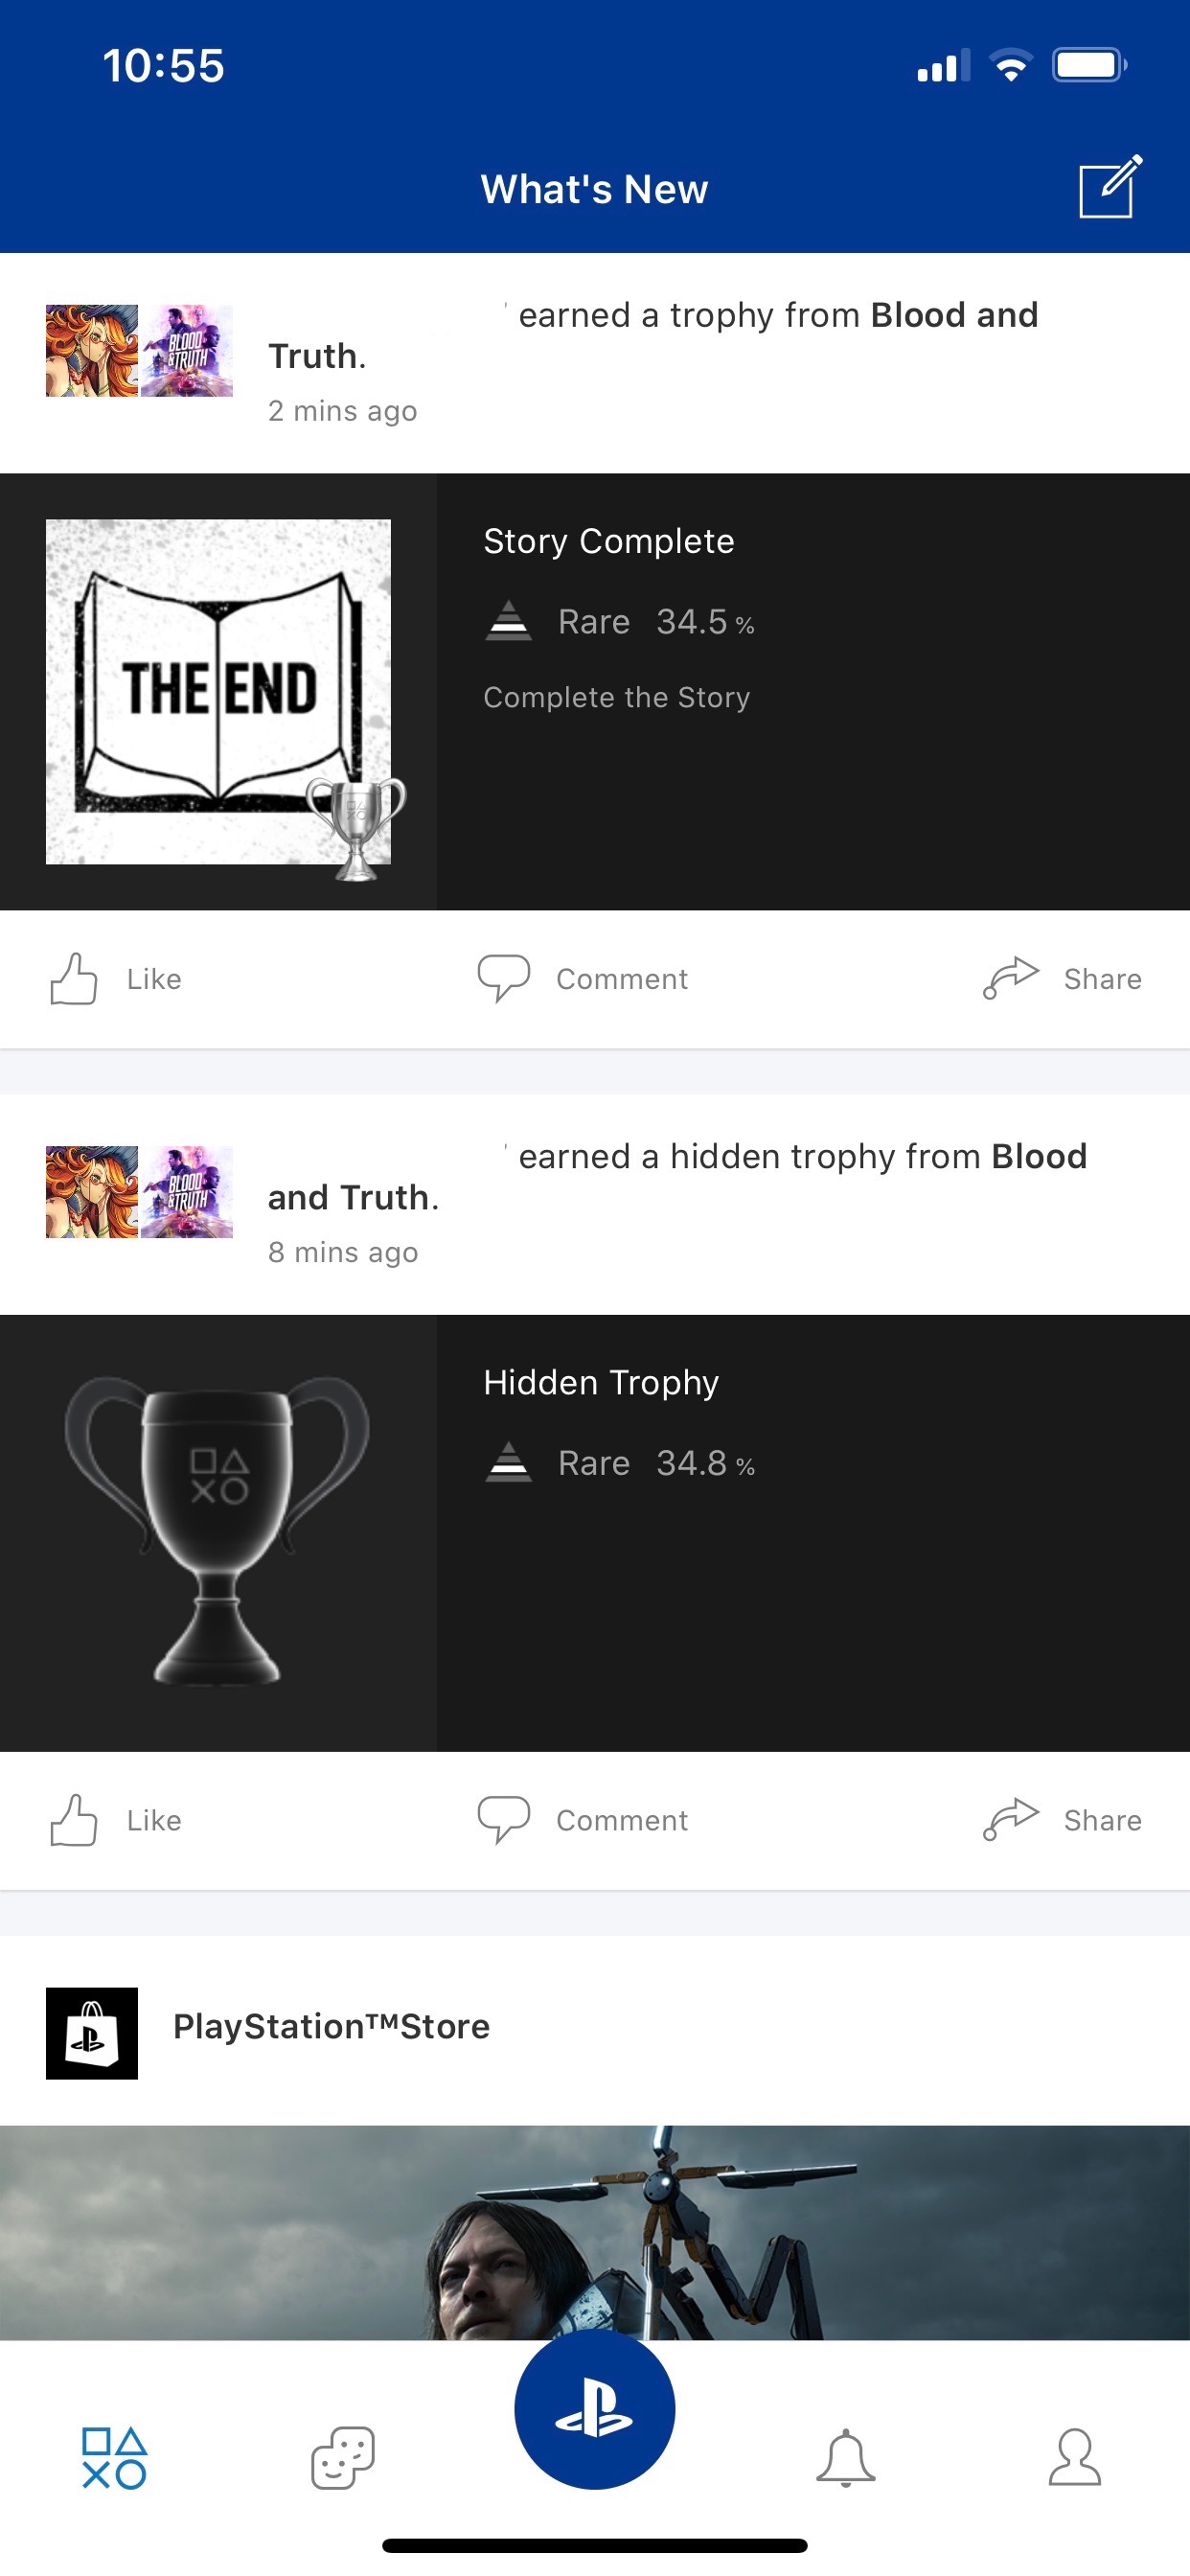 10:55
What's New
earned a trophy from Blood and
Truth.
2 mins ago
BLOOD
&TRUTH
THE END
Story Complete
Rare 34.5 %
Complete the Story
Like Comment Share
earned a hidden trophy from Blood
and Truth.
8 mins ago
BLOOD
&TRUTH
Hidden Trophy
Rare 34.8 %
Like Comment Share
PlayStation™Store